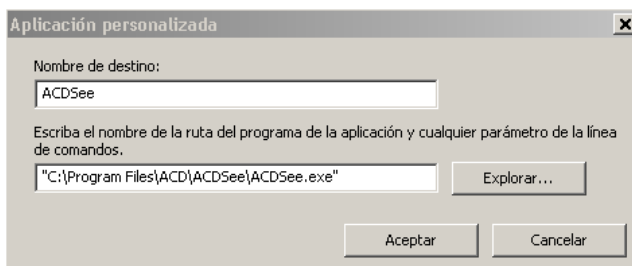 Aplicación personalizada
Nombre de destino:
ACDSee
Escriba el nombre de la ruta del programa de la aplicación y cualquier parámetro de la línea
de comandos.
"C:\Program Files\ACD\ACDSee\ACDSee.exe"
Explorar...
Aceptar
Cancelar